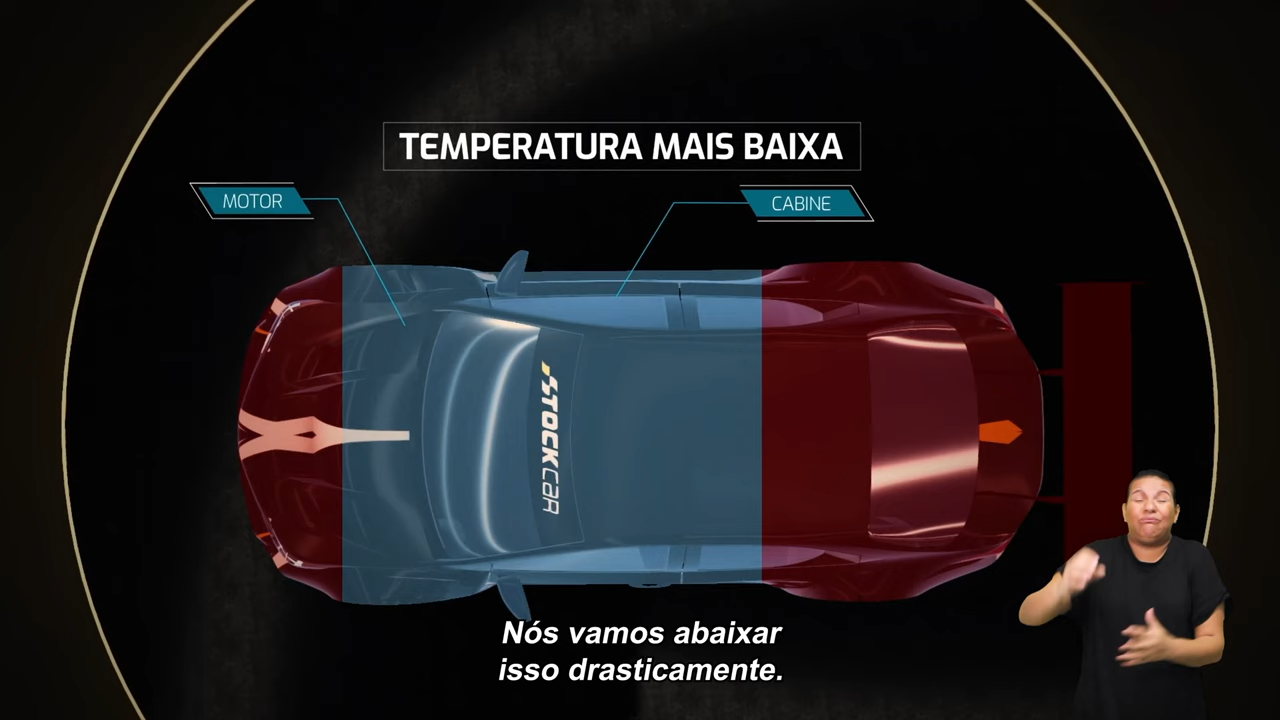 TEMPERATURA MAIS BAIXA
MOTOR
CABINE
STOCK CAR
Nós vamos abaixar
isso drasticamente.